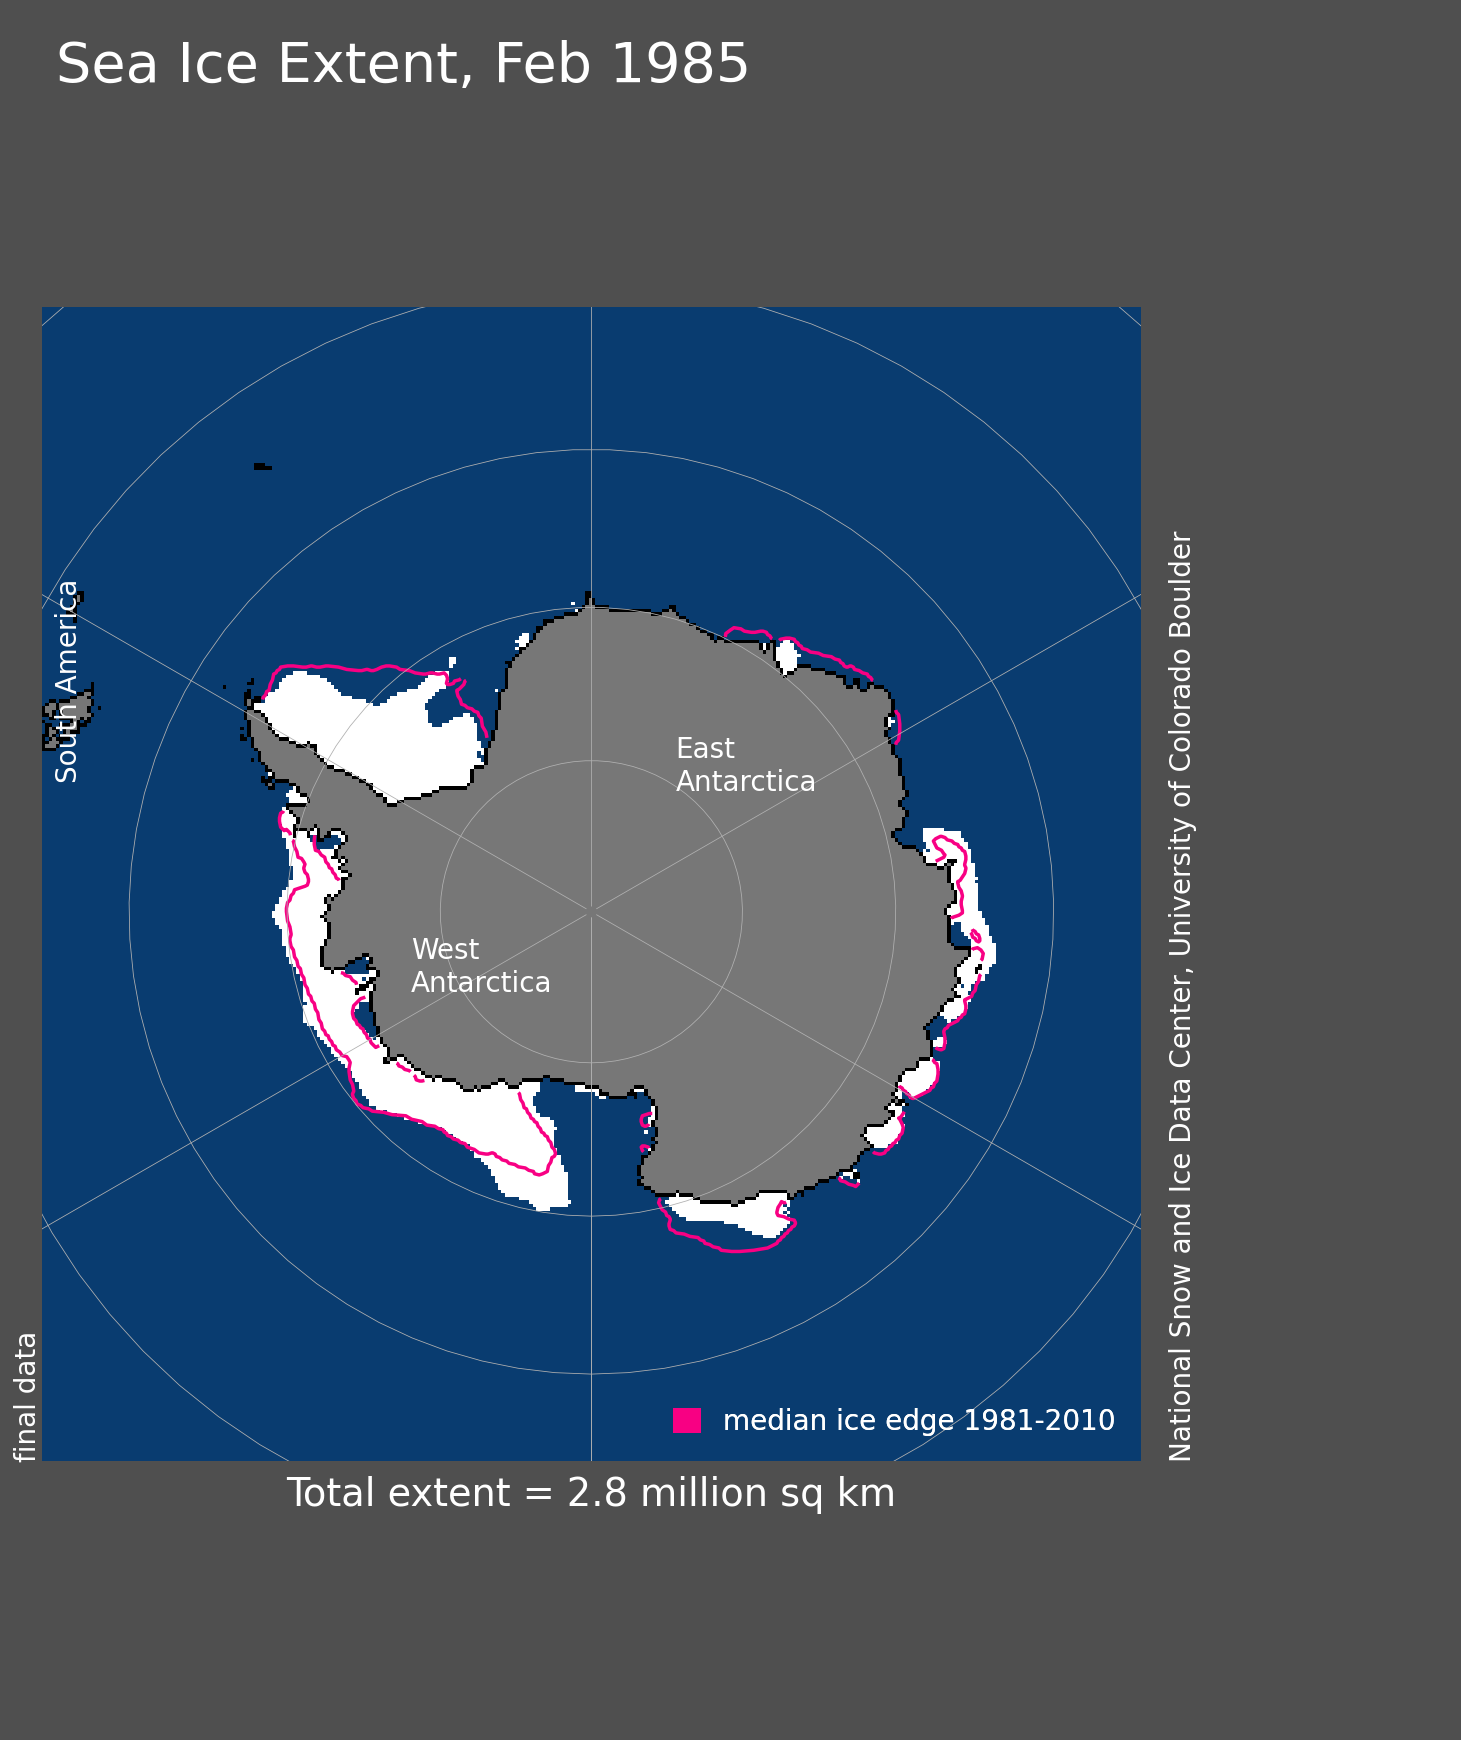 Sea Ice Extent, Feb 1985
South America
East
Antarctica
West
Antarctica
median ice edge 1981-2010
final data
National Snow and Ice Data Center, University of Colorado Boulder
Total extent = 2.8 million sq km